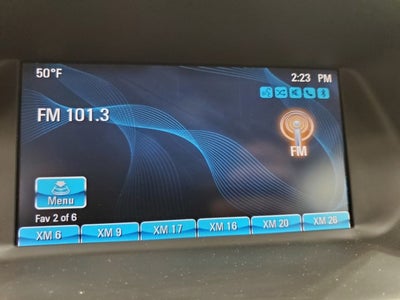 50°F
2:23 PM
FM 101.3
FM
Menu
Fav 2 of 6
XM 6 XM 9 XM 17 XM 16 XM 20 XM 26